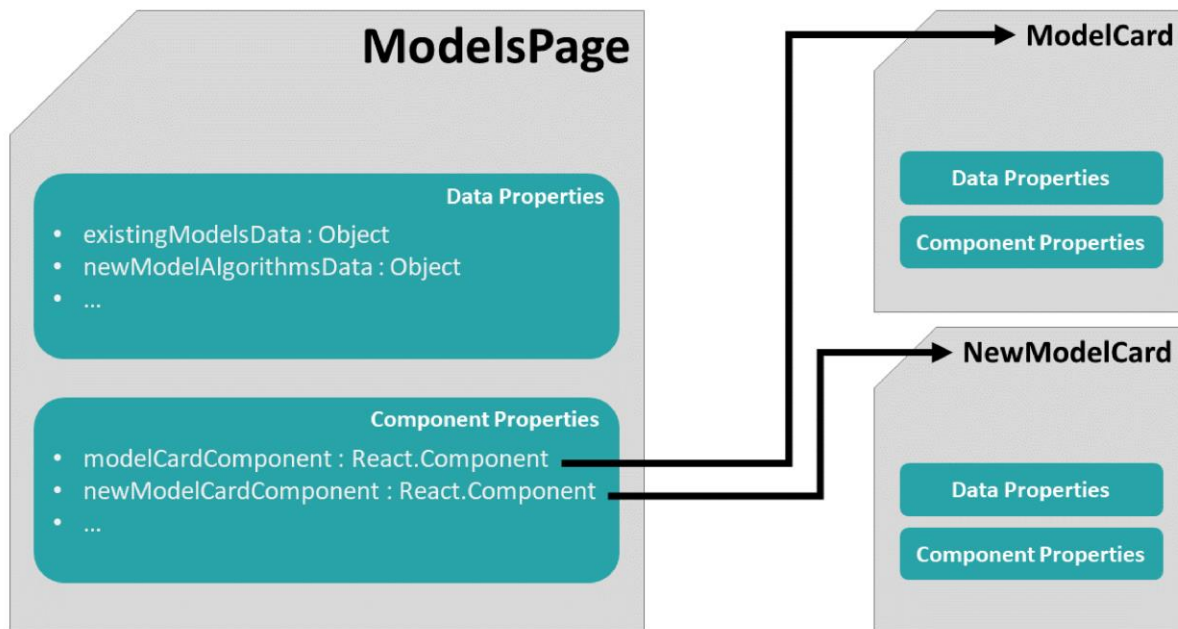 ModelsPage
Data Properties
• existingModelsData : Object
• newModelAlgorithmsData : Object
• ...
Component Properties
• modelCardComponent : React.Component
• newModelCardComponent : React.Component
• ...
ModelCard
Data Properties
Component Properties
NewModelCard
Data Properties
Component Properties